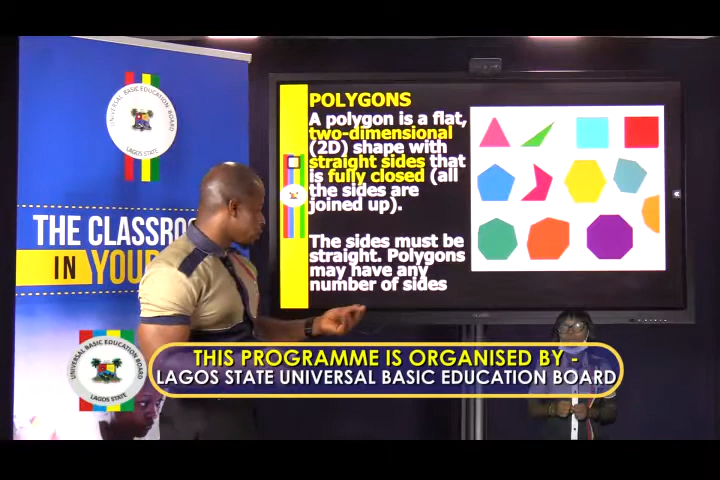 UNIVERSAL BASIC EDUCATION BOARD
LAGOS STATE
THE CLASSRO
IN YOUR
POLYGONS
A polygon is a flat,
two-dimensional
(2D) shape with
straight sides that
is fully closed (all
the sides are
joined up).
The sides must be
straight. Polygons
may have any
number of sides
UNIVERSAL BASIC EDUCATION BOARD
LAGOS STATE
THIS PROGRAMME IS ORGANISED BY -
LAGOS STATE UNIVERSAL BASIC EDUCATION BOARD